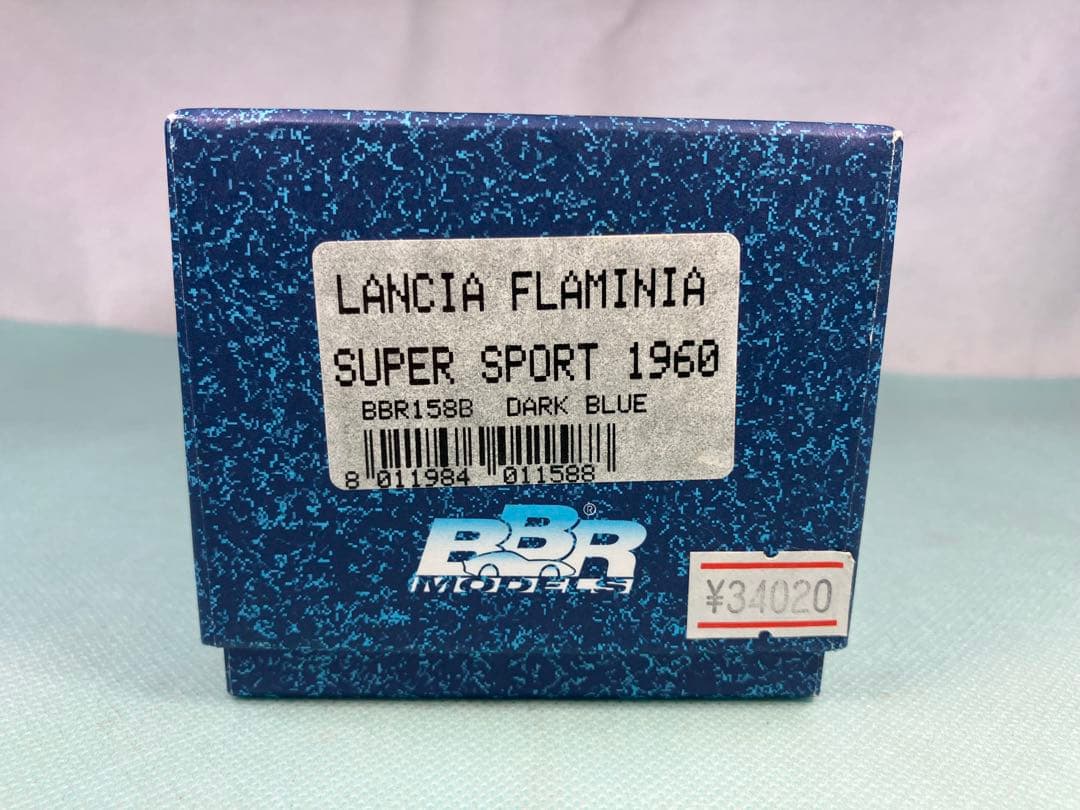 LANCIA FLAMINIA
SUPER SPORT 1960
BBR158B DARK BLUE
8 011984 011588
BBR®
MODELS
¥34020